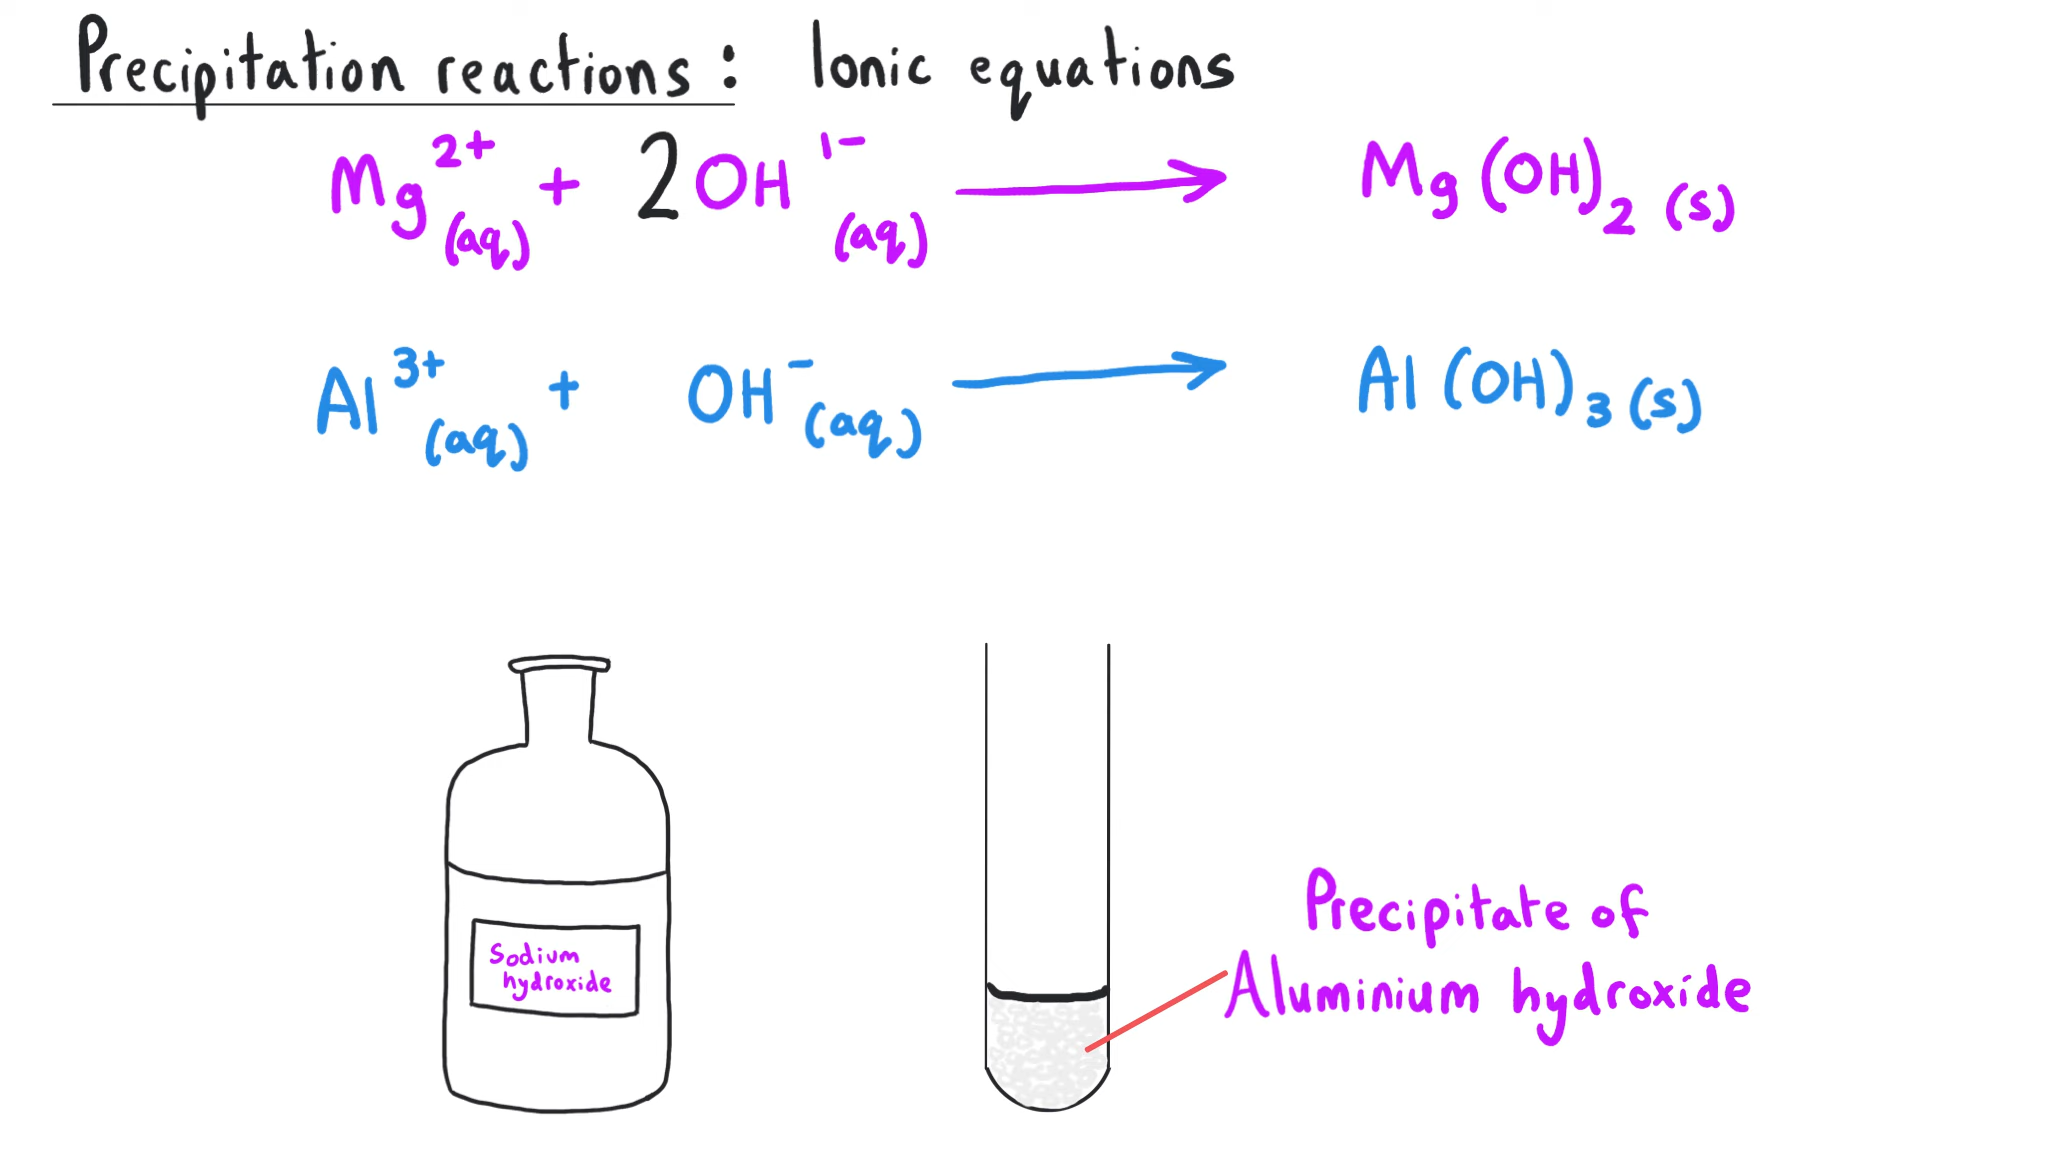 Precipitation reactions: Ionic equations
Mg²⁺(aq) + 2OH¹⁻(aq) → Mg(OH)₂(s)
Al³⁺(aq) + OH⁻(aq) → Al(OH)₃(s)
Sodium
hydroxide
Precipitate of
Aluminium hydroxide